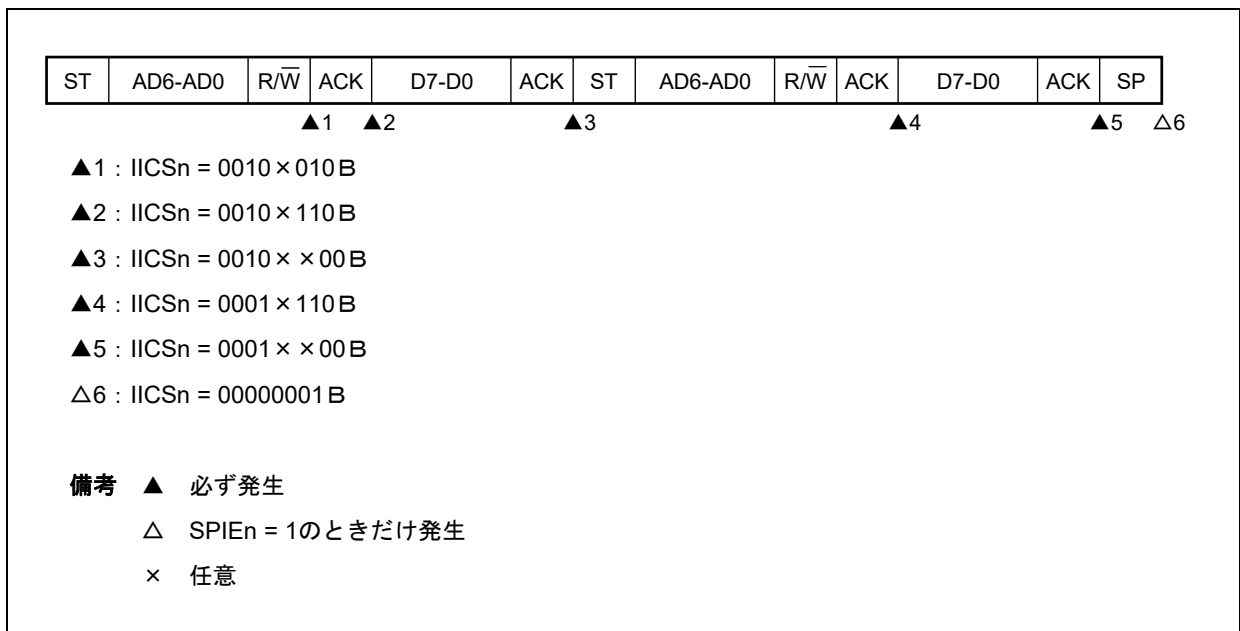 ST AD6-AD0 R/W̅ ACK D7-D0 ACK ST AD6-AD0 R/W̅ ACK D7-D0 ACK SP
▲1 ▲2 ▲3 ▲4 ▲5 △6
▲1：IICSn = 0010×010B
▲2：IICSn = 0010×110B
▲3：IICSn = 0010××00B
▲4：IICSn = 0001×110B
▲5：IICSn = 0001××00B
△6：IICSn = 00000001B
備考 ▲ 必ず発生
△ SPIEn = 1のときだけ発生
× 任意